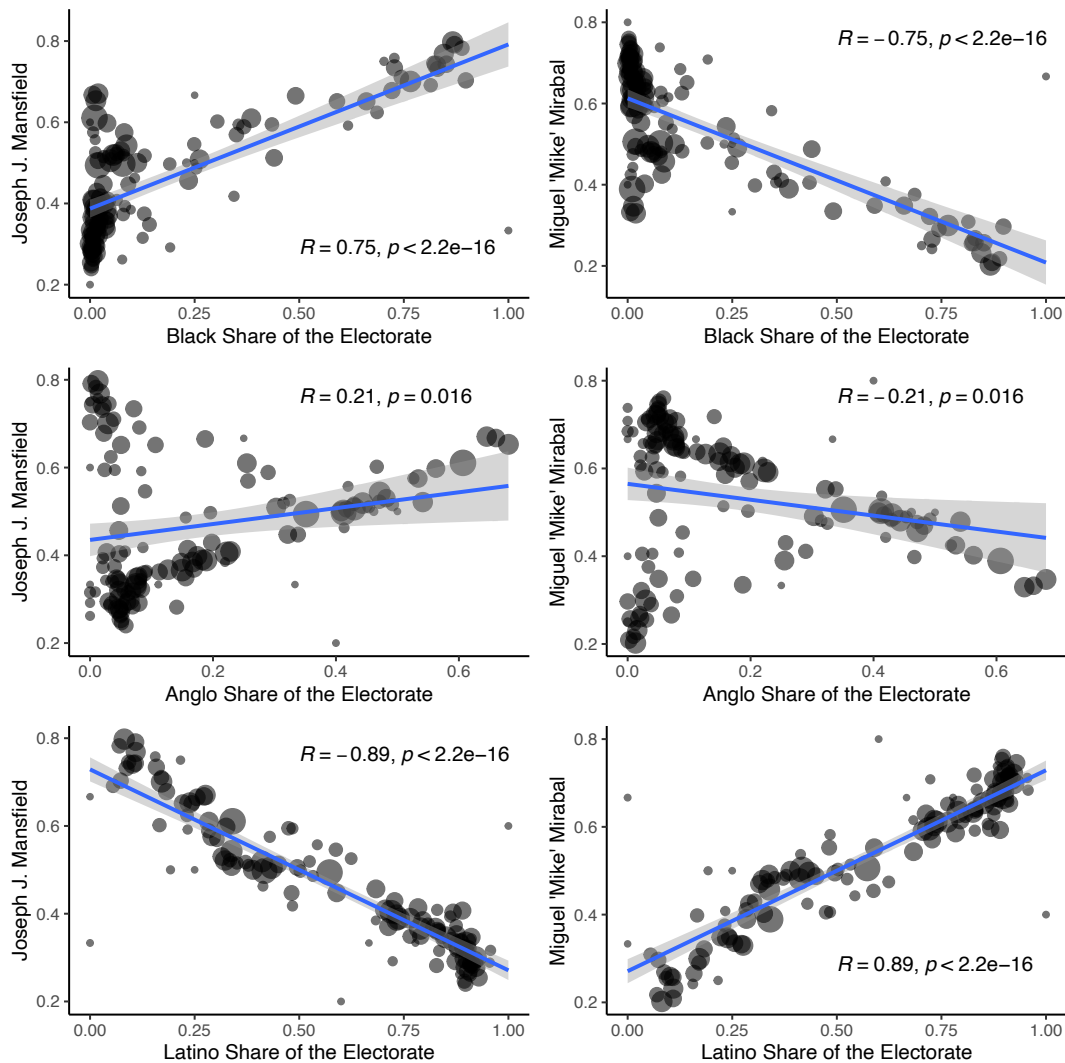 Joseph J. Mansfield
0.8
0.6
0.4
0.2
R = 0.75, p < 2.2e−16
0.00 0.25 0.50 0.75 1.00
Black Share of the Electorate
Miguel 'Mike' Mirabal
0.8
0.6
0.4
0.2
R = −0.75, p < 2.2e−16
0.00 0.25 0.50 0.75 1.00
Black Share of the Electorate
Joseph J. Mansfield
0.8
0.6
0.4
0.2
R = 0.21, p = 0.016
0.0 0.2 0.4 0.6
Anglo Share of the Electorate
Miguel 'Mike' Mirabal
0.8
0.6
0.4
0.2
R = −0.21, p = 0.016
0.0 0.2 0.4 0.6
Anglo Share of the Electorate
Joseph J. Mansfield
0.8
0.6
0.4
0.2
R = −0.89, p < 2.2e−16
0.00 0.25 0.50 0.75 1.00
Latino Share of the Electorate
Miguel 'Mike' Mirabal
0.8
0.6
0.4
0.2
R = 0.89, p < 2.2e−16
0.00 0.25 0.50 0.75 1.00
Latino Share of the Electorate